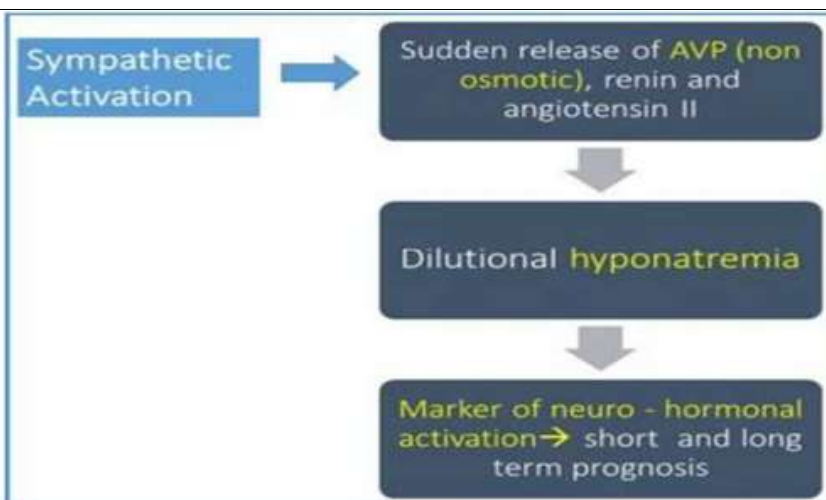 Sympathetic
Activation
Sudden release of AVP (non
osmotic), renin and
angiotensin II
Dilutional hyponatremia
Marker of neuro - hormonal
activation→ short and long
term prognosis